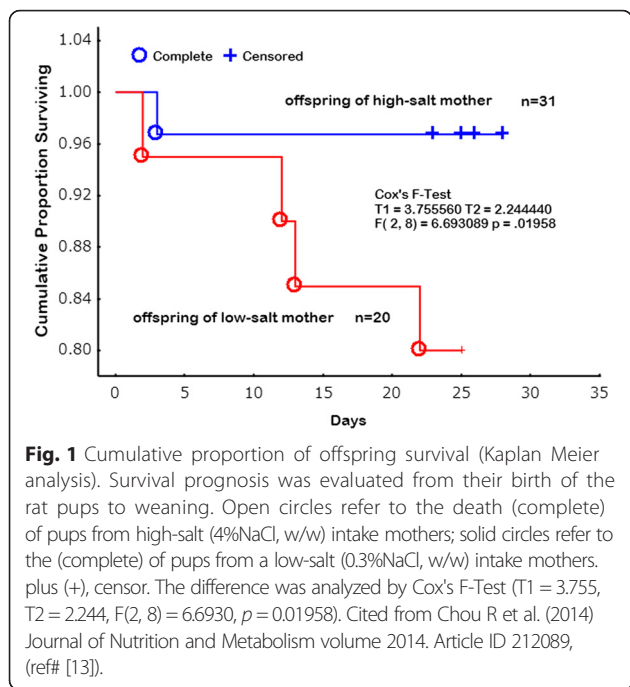 1.04
Complete + Censored
1.00
offspring of high-salt mother n=31
0.96
Cox's F-Test
T1 = 3.755560 T2 = 2.244440
F( 2, 8) = 6.693089 p = .01958)
0.92
0.88
0.84
offspring of low-salt mother n=20
0.80
Cumulative Proportion Surviving
0 5 10 15 20 25 30 35
Days
Fig. 1 Cumulative proportion of offspring survival (Kaplan Meier
analysis). Survival prognosis was evaluated from their birth of the
rat pups to weaning. Open circles refer to the death (complete)
of pups from high-salt (4%NaCl, w/w) intake mothers; solid circles refer to
the (complete) of pups from a low-salt (0.3%NaCl, w/w) intake mothers.
plus (+), censor. The difference was analyzed by Cox's F-Test (T1 = 3.755,
T2 = 2.244, F(2, 8) = 6.6930, p = 0.01958). Cited from Chou R et al. (2014)
Journal of Nutrition and Metabolism volume 2014. Article ID 212089,
(ref# [13]).